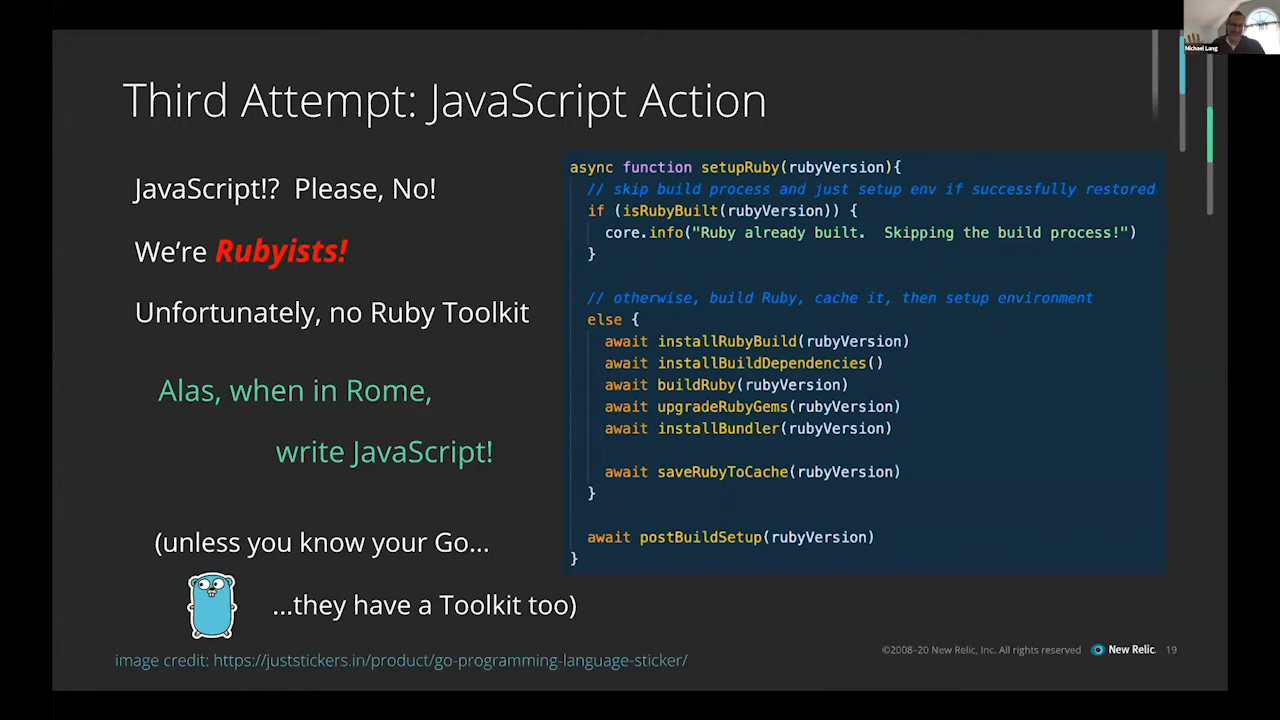 Michael Lang
Third Attempt: JavaScript Action
JavaScript!? Please, No!
We're Rubyists!
Unfortunately, no Ruby Toolkit
Alas, when in Rome,
write JavaScript!
(unless you know your Go...
...they have a Toolkit too)
image credit: https://juststickers.in/product/go-programming-language-sticker/
async function setupRuby(rubyVersion){
// skip build process and just setup env if successfully restored
if (isRubyBuilt(rubyVersion)) {
core.info("Ruby already built.  Skipping the build process!")
}
// otherwise, build Ruby, cache it, then setup environment
else {
await installRubyBuild(rubyVersion)
await installBuildDependencies()
await buildRuby(rubyVersion)
await upgradeRubyGems(rubyVersion)
await installBundler(rubyVersion)
await saveRubyToCache(rubyVersion)
}
await postBuildSetup(rubyVersion)
}
©2008–20 New Relic, Inc. All rights reserved New Relic. 19